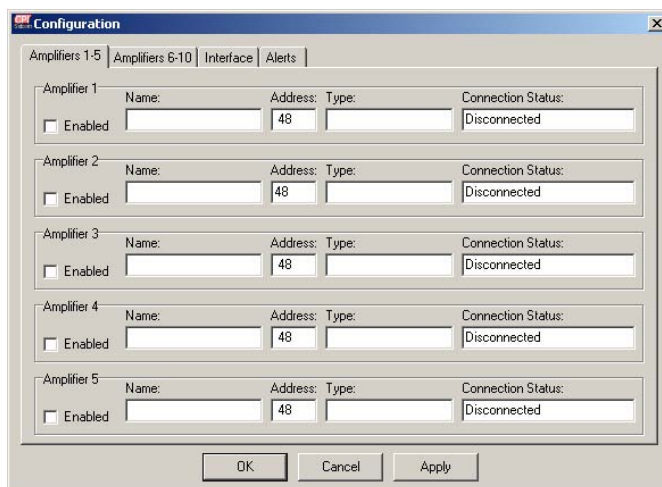 CPI Satcom Configuration
Amplifiers 1-5 Amplifiers 6-10 Interface Alerts
Amplifier 1
Name: Address: Type: Connection Status:
Enabled 48 Disconnected
Amplifier 2
Name: Address: Type: Connection Status:
Enabled 48 Disconnected
Amplifier 3
Name: Address: Type: Connection Status:
Enabled 48 Disconnected
Amplifier 4
Name: Address: Type: Connection Status:
Enabled 48 Disconnected
Amplifier 5
Name: Address: Type: Connection Status:
Enabled 48 Disconnected
OK Cancel Apply